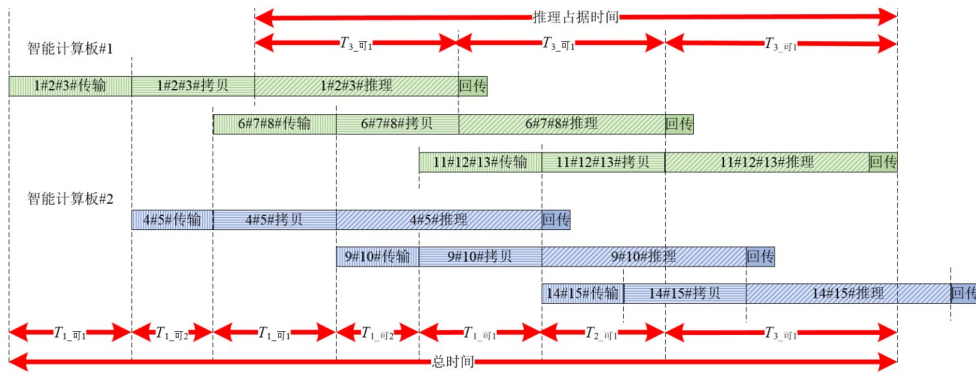 推理占据时间
T3_可1 T3_可1 T3_可1
智能计算板#1
1#2#3#传输 1#2#3#拷贝 1#2#3#推理 回传
6#7#8#传输 6#7#8#拷贝 6#7#8#推理 回传
11#12#13#传输 11#12#13#拷贝 11#12#13#推理 回传
智能计算板#2
4#5#传输 4#5#拷贝 4#5#推理 回传
9#10#传输 9#10#拷贝 9#10#推理 回传
14#15#传输 14#15#拷贝 14#15#推理 回传
T1_可1 T1_可2 T1_可1 T1_可2 T1_可1 T2_可1 T3_可1
总时间